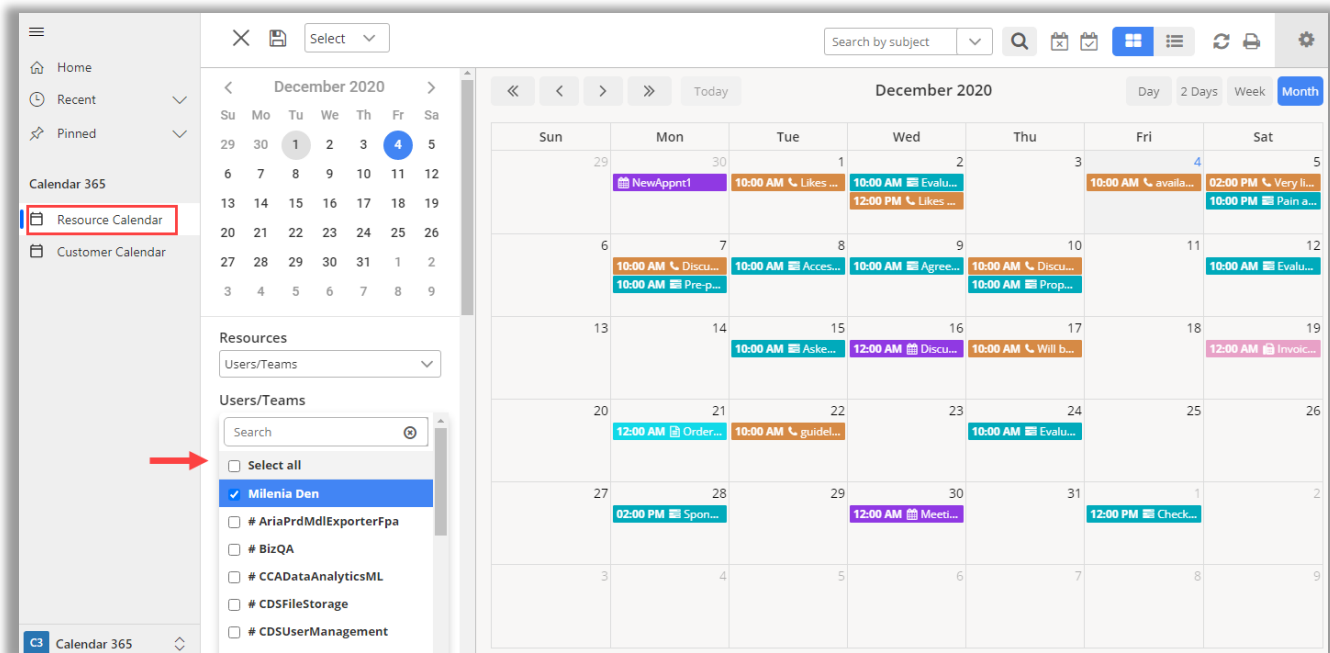 Home
Recent
Pinned
Calendar 365
Resource Calendar
Customer Calendar
C3 Calendar 365
Select
Search by subject
December 2020
Su Mo Tu We Th Fr Sa
29 30 1 2 3 4 5
6 7 8 9 10 11 12
13 14 15 16 17 18 19
20 21 22 23 24 25 26
27 28 29 30 31 1 2
3 4 5 6 7 8 9
Resources
Users/Teams
Users/Teams
Search
Select all
Milenia Den
# AriaPrdMdlExporterFpa
# BizQA
# CCADataAnalyticsML
# CDSFileStorage
# CDSUserManagement
Today
December 2020
Day 2 Days Week Month
Sun Mon Tue Wed Thu Fri Sat
29 30 1 2 3 4 5
NewAppnt1 10:00 AM Likes ... 10:00 AM Evalu... 10:00 AM availa... 02:00 PM Very li...
12:00 PM Likes ... 10:00 PM Pain a...
6 7 8 9 10 11 12
10:00 AM Discu... 10:00 AM Acces... 10:00 AM Agree... 10:00 AM Discu... 10:00 AM Evalu...
10:00 AM Pre-p... 10:00 AM Prop...
13 14 15 16 17 18 19
10:00 AM Aske... 12:00 AM Discu... 10:00 AM Will b... 12:00 AM Invoic...
20 21 22 23 24 25 26
12:00 AM Order... 10:00 AM guidel... 10:00 AM Evalu...
27 28 29 30 31 1 2
02:00 PM Spon... 12:00 AM Meeti... 12:00 PM Check...
3 4 5 6 7 8 9